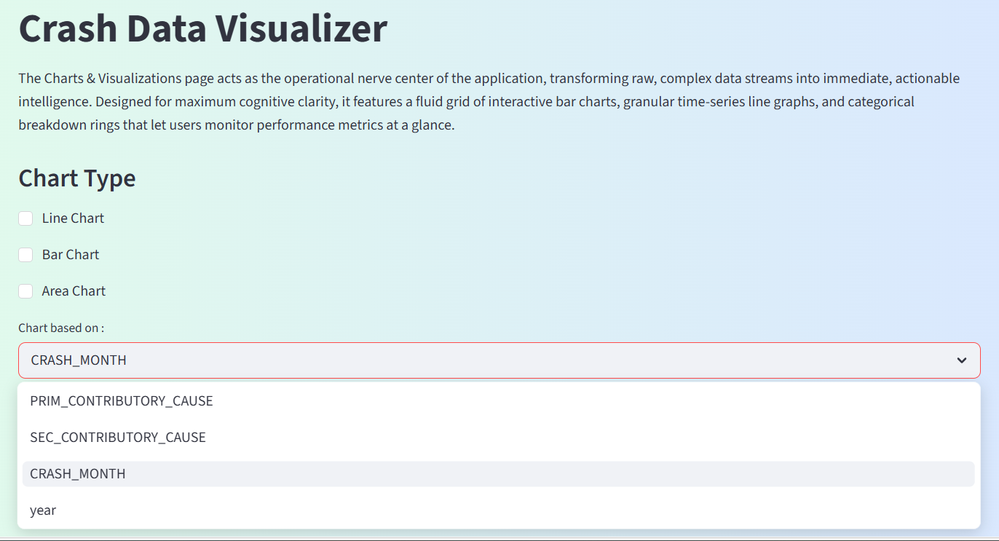 Crash Data Visualizer
The Charts & Visualizations page acts as the operational nerve center of the application, transforming raw, complex data streams into immediate, actionable
intelligence. Designed for maximum cognitive clarity, it features a fluid grid of interactive bar charts, granular time-series line graphs, and categorical
breakdown rings that let users monitor performance metrics at a glance.
Chart Type
Line Chart
Bar Chart
Area Chart
Chart based on :
CRASH_MONTH
PRIM_CONTRIBUTORY_CAUSE
SEC_CONTRIBUTORY_CAUSE
CRASH_MONTH
year